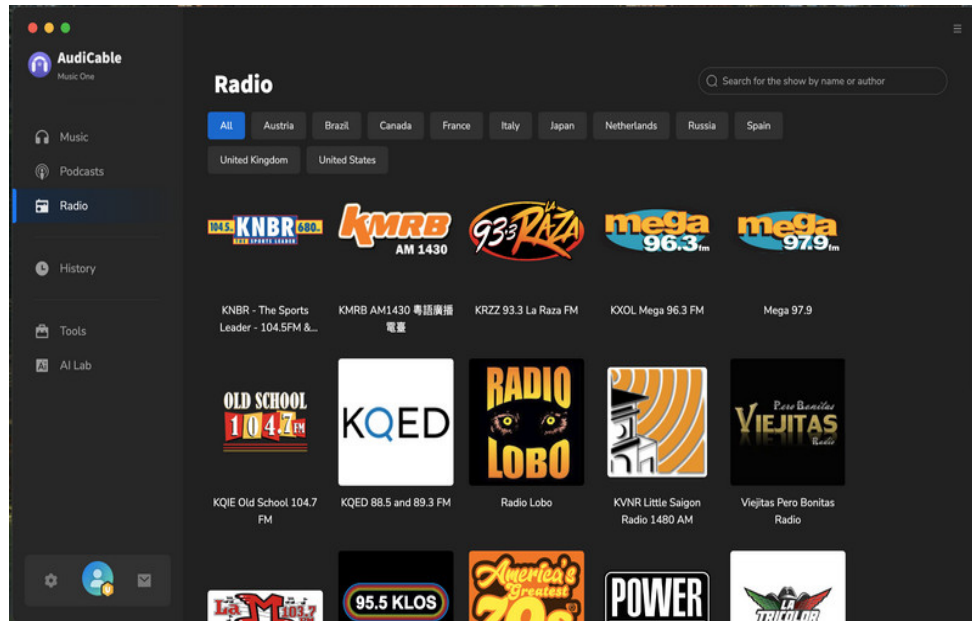 AudiCable
Music One
Radio
Search for the show by name or author
All Austria Brazil Canada France Italy Japan Netherlands Russia Spain
United Kingdom United States
Music
Podcasts
Radio
History
Tools
AI Lab
104.5 KNBR 680
THE SPORTS LEADER
KMRB
AM 1430
93.3 LA RAZA
mega
96.3 fm
mega
97.9 fm
KNBR - The Sports
Leader - 104.5FM &...
KMRB AM1430 粵語廣播
電臺
KRZZ 93.3 La Raza FM
KXOL Mega 96.3 FM
Mega 97.9
OLD SCHOOL
104.7 FM
KQED
RADIO
LOBO
Pero Bonitas
VIEJITAS
Radio
KQIE Old School 104.7
FM
KQED 88.5 and 89.3 FM
Radio Lobo
KVNR Little Saigon
Radio 1480 AM
Viejitas Pero Bonitas
Radio
La M 103.7
95.5 KLOS
America's
Greatest
70s
POWER
LA
TRICOLOR